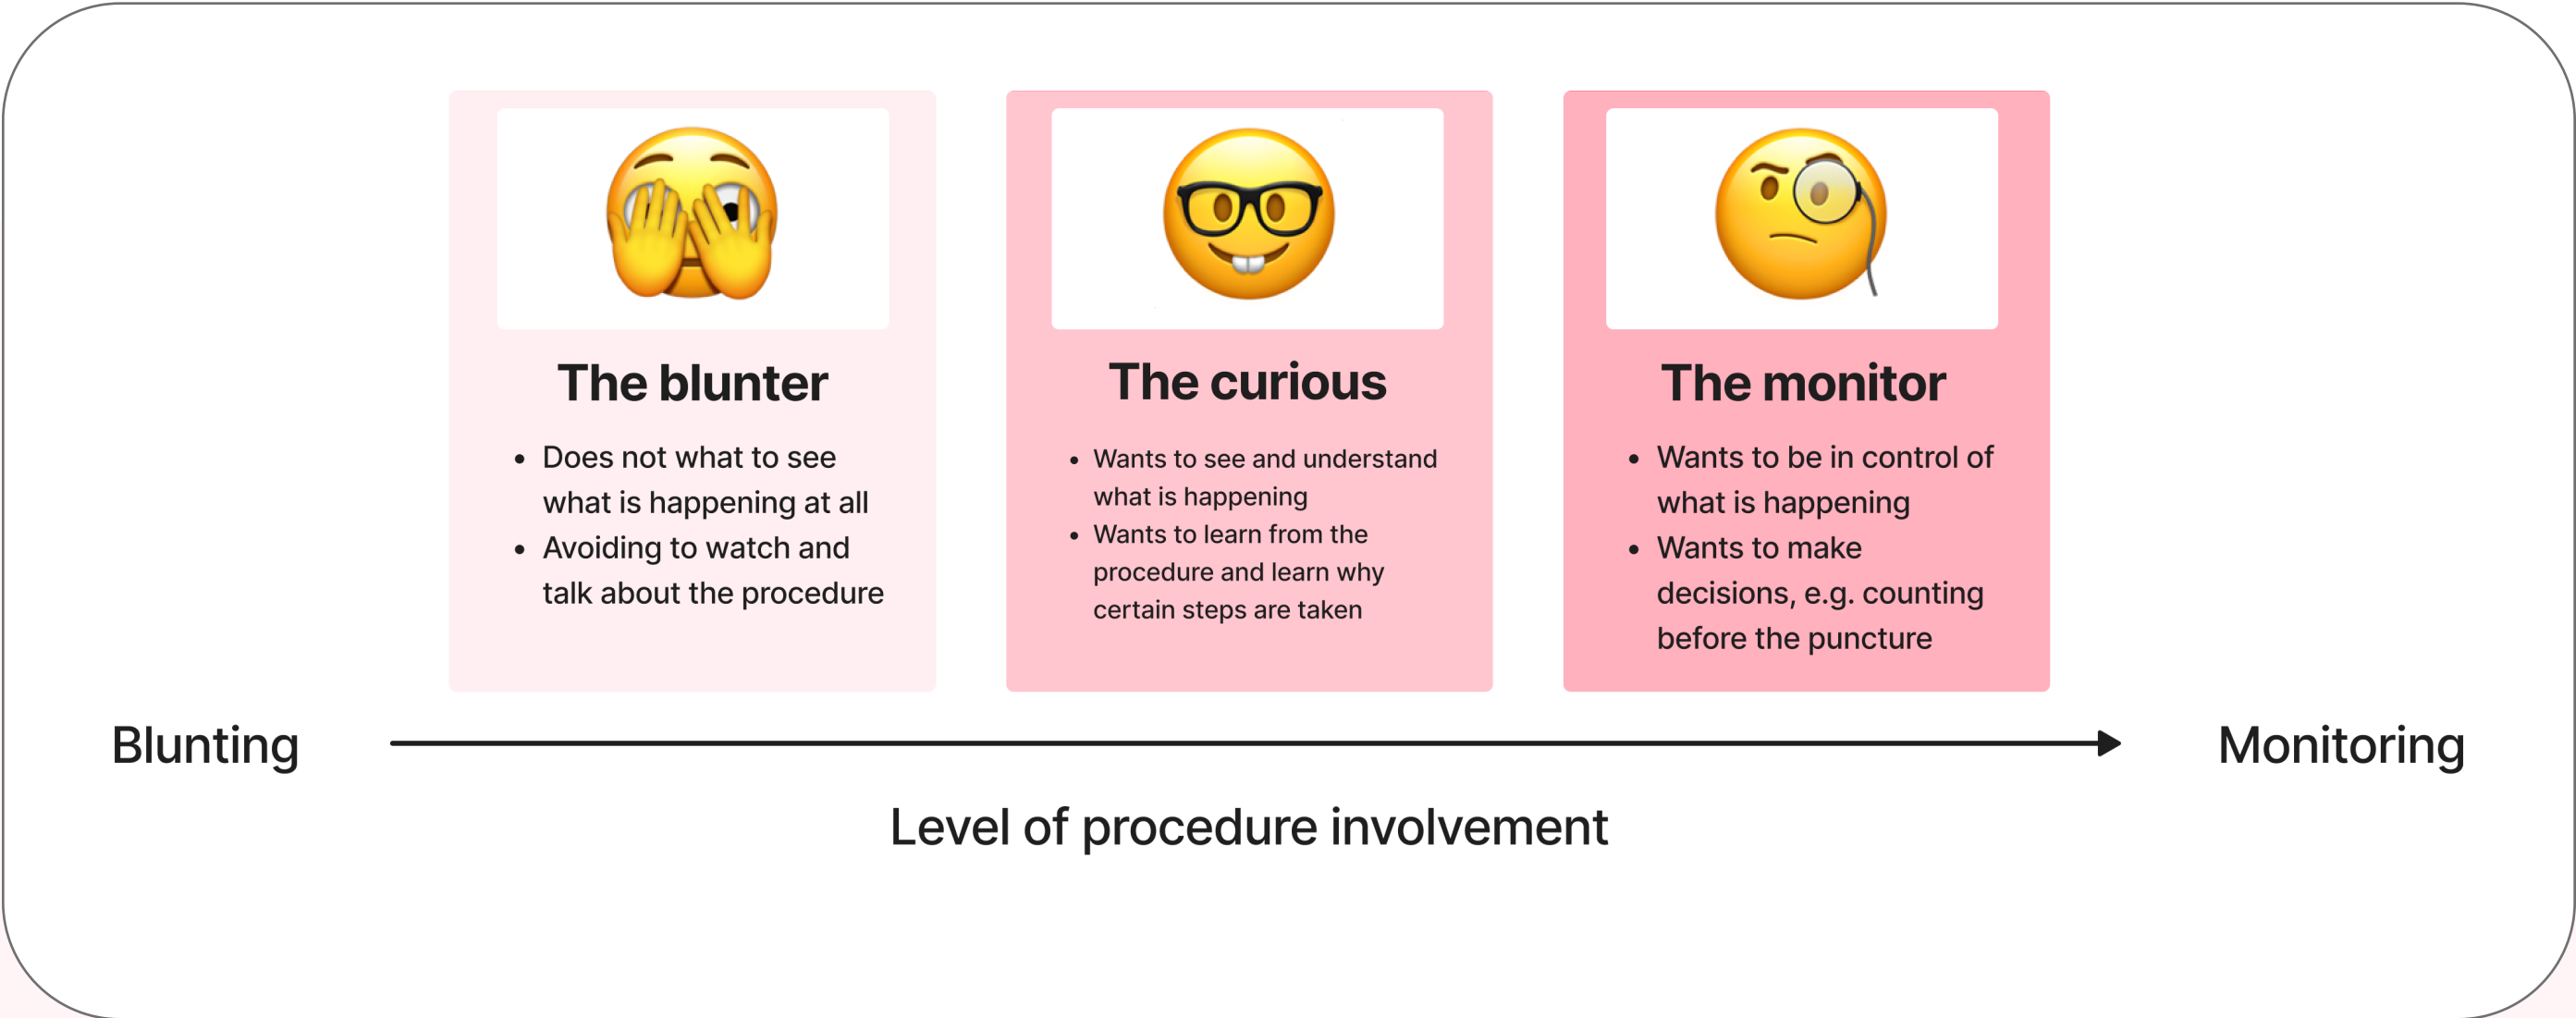 The blunter
• Does not what to see
what is happening at all
• Avoiding to watch and
talk about the procedure
The curious
• Wants to see and understand
what is happening
• Wants to learn from the
procedure and learn why
certain steps are taken
The monitor
• Wants to be in control of
what is happening
• Wants to make
decisions, e.g. counting
before the puncture
Blunting
Monitoring
Level of procedure involvement